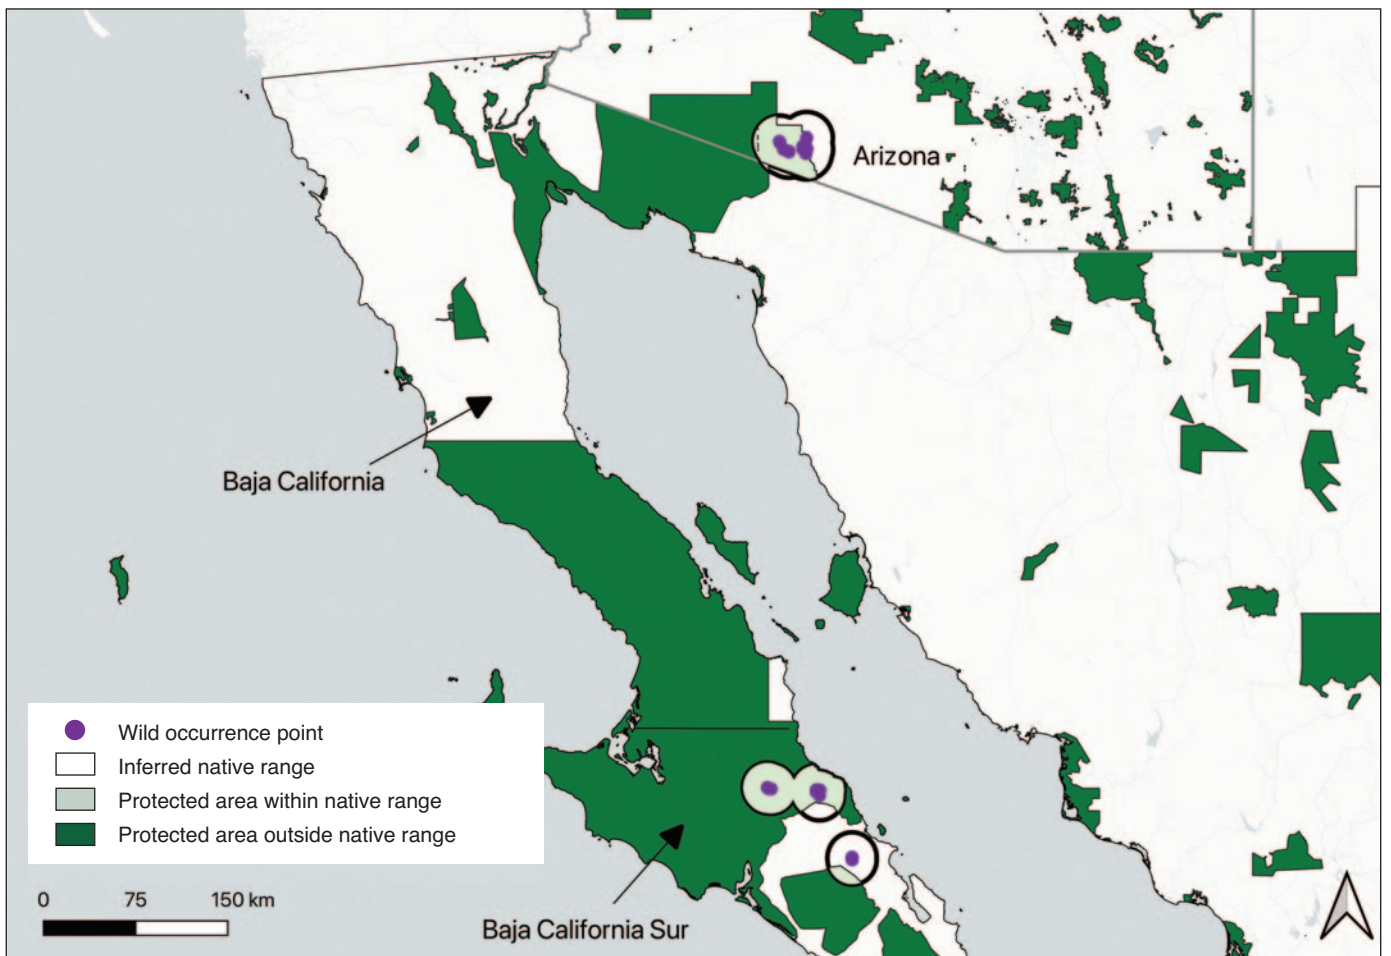 Arizona
Baja California
Wild occurrence point
Inferred native range
Protected area within native range
Protected area outside native range
0 75 150 km
Baja California Sur